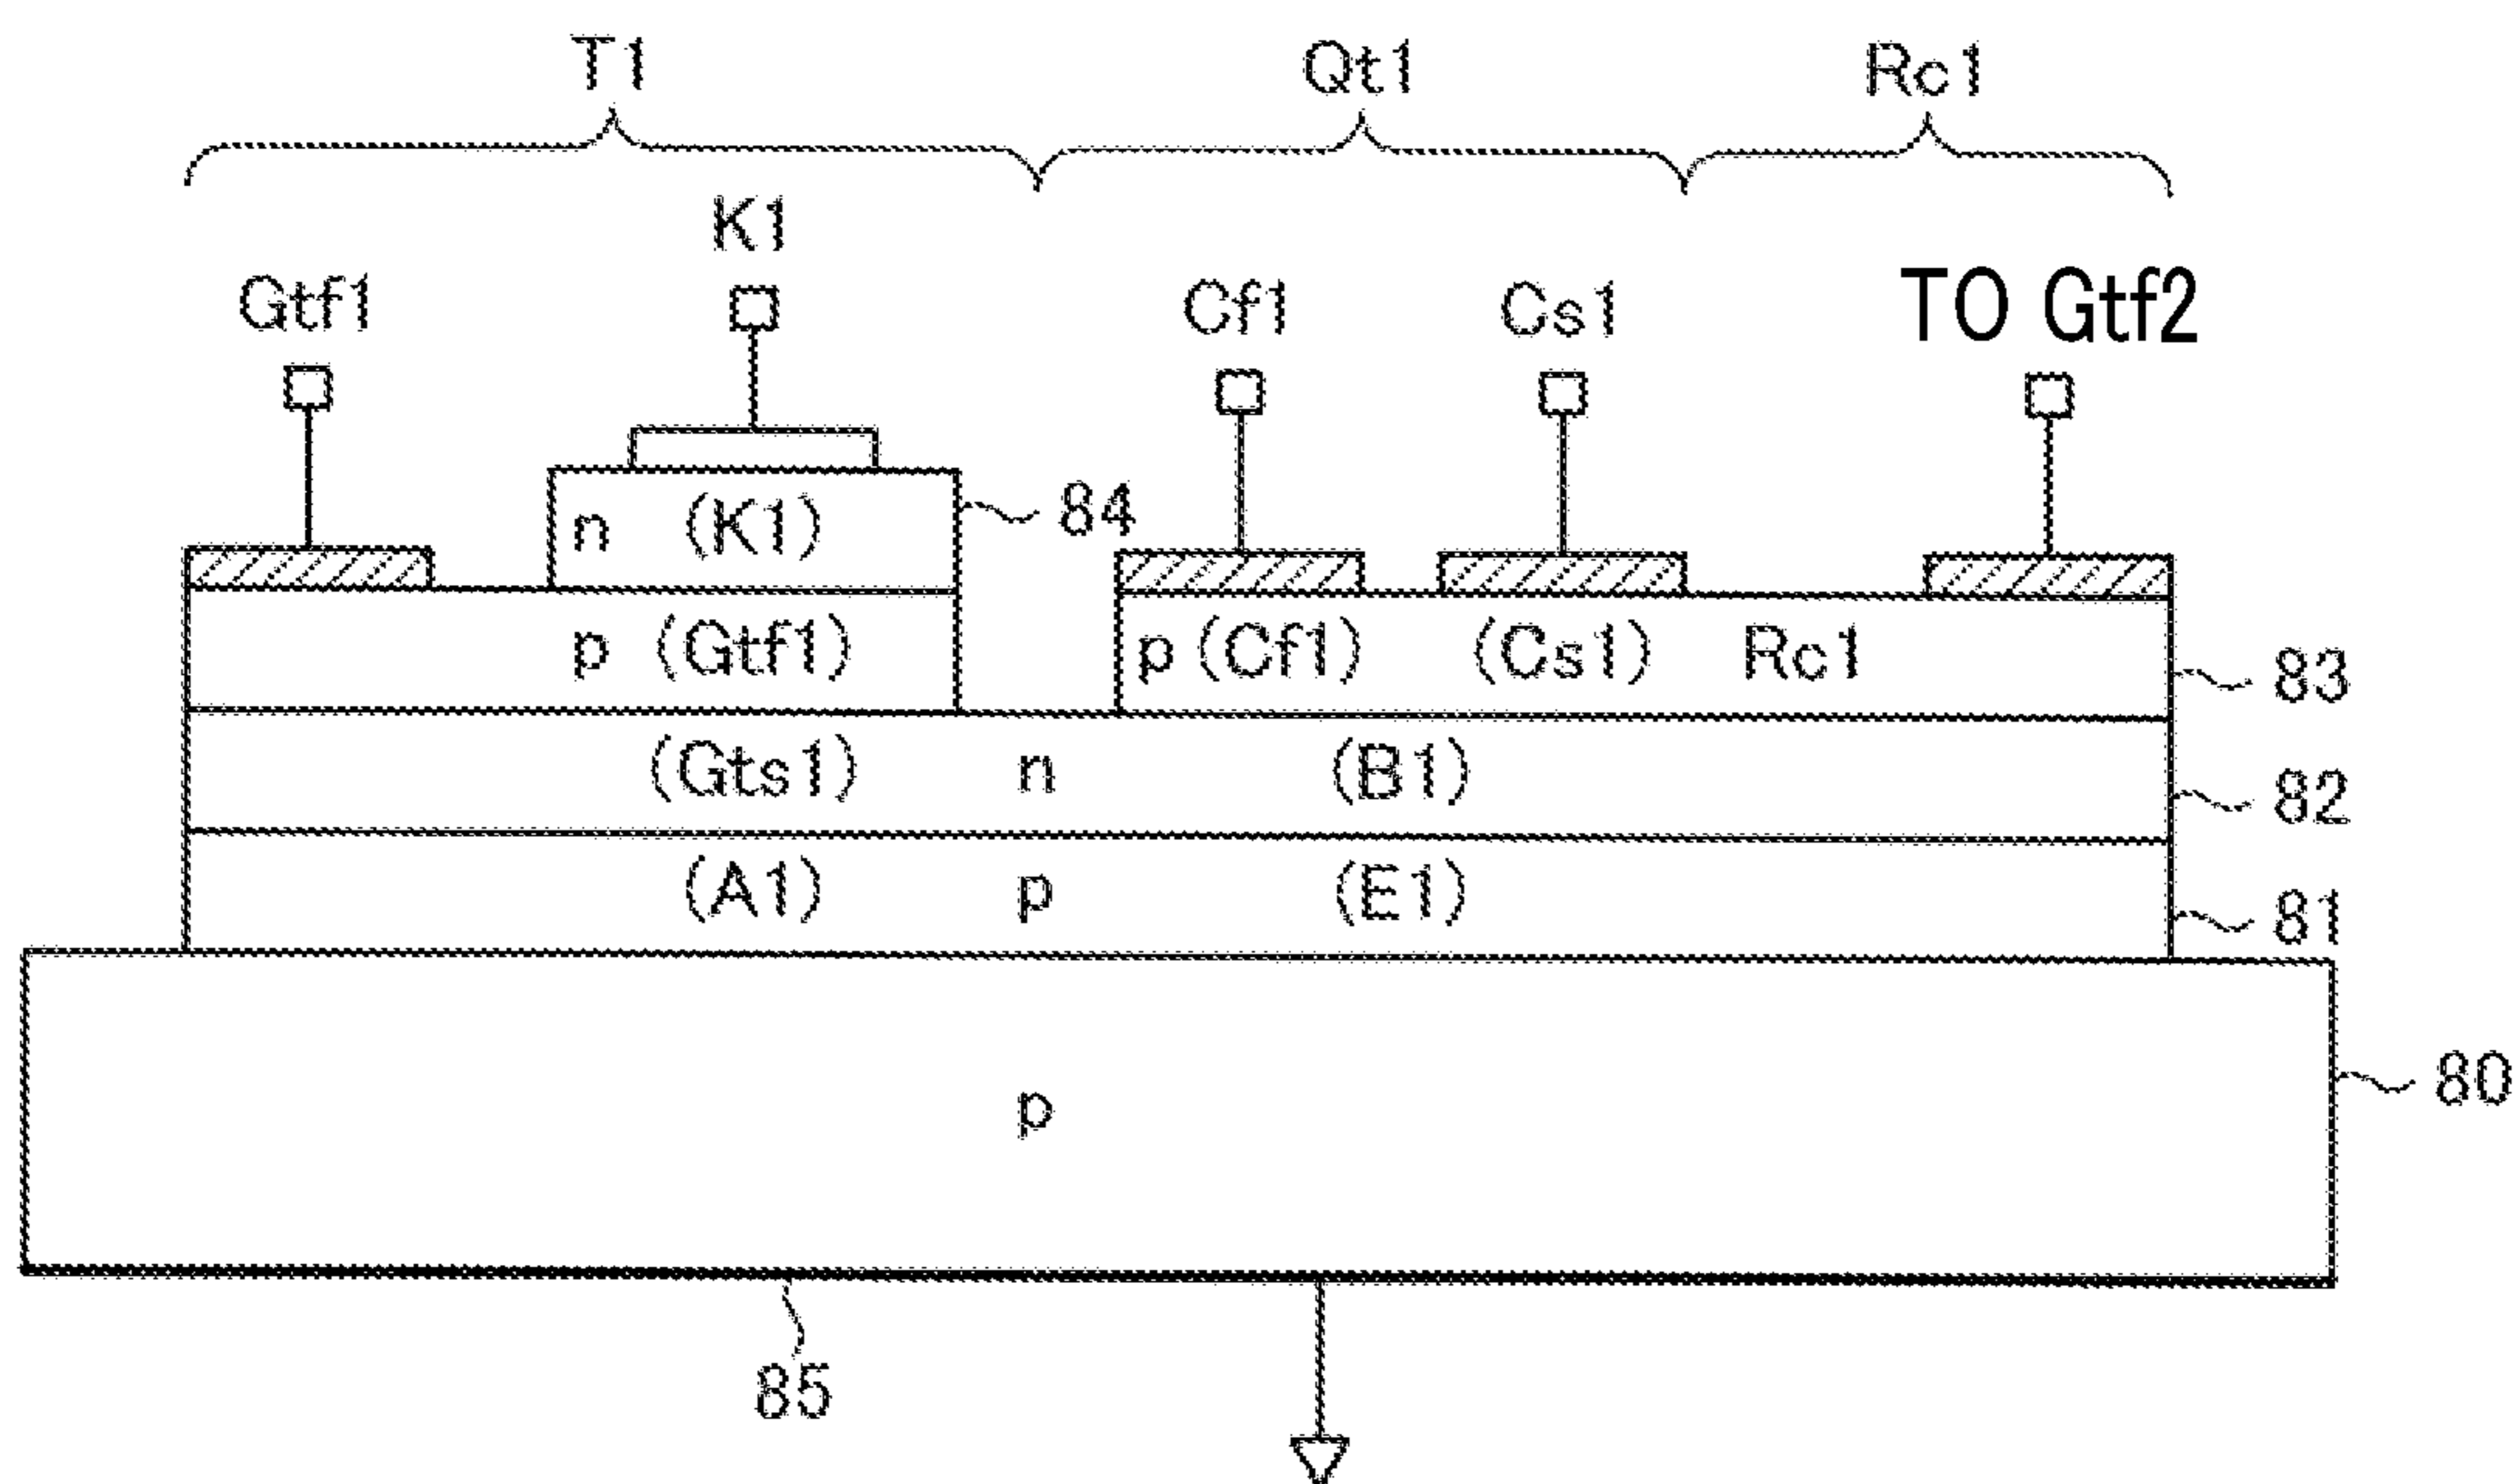 T1 Qt1 Rc1
K1
Gtf1 Cf1 Cs1 TO Gtf2
n (K1) 84
p (Gtf1) p (Cf1) (Cs1) Rc1 83
(Gts1) n (B1) 82
(A1) p (E1) 81
p 80
85